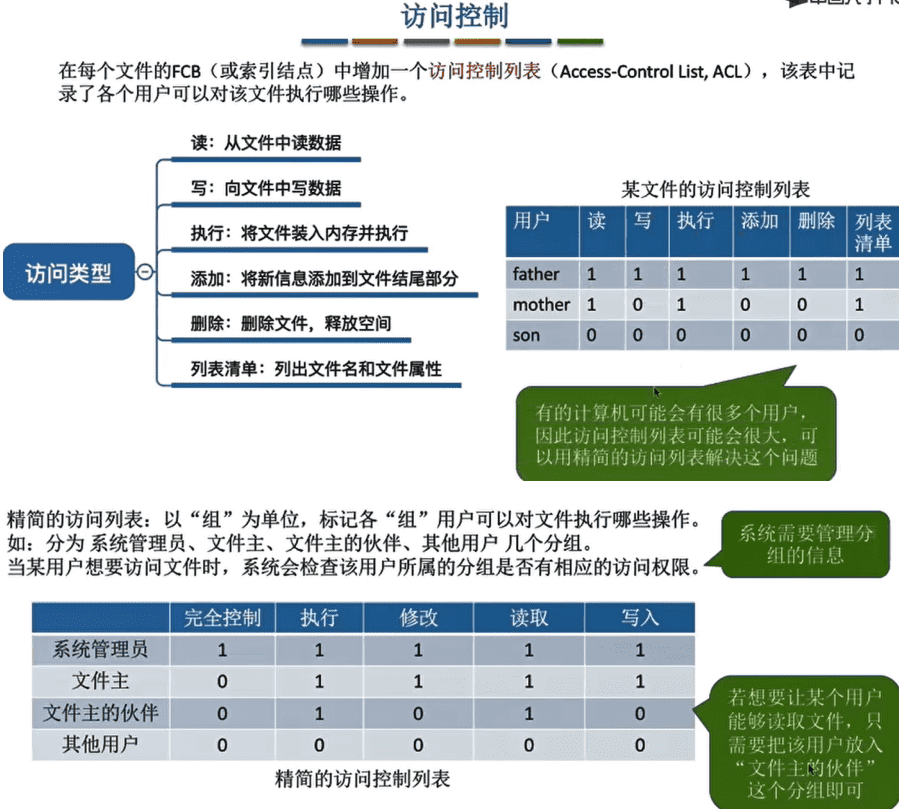 访问控制
在每个文件的FCB（或索引结点）中增加一个访问控制列表（Access-Control List, ACL），该表中记
录了各个用户可以对该文件执行哪些操作。
访问类型
读：从文件中读数据
写：向文件中写数据
执行：将文件装入内存并执行
添加：将新信息添加到文件结尾部分
删除：删除文件，释放空间
列表清单：列出文件名和文件属性
某文件的访问控制列表
用户 读 写 执行 添加 删除 列表
清单
father 1 1 1 1 1 1
mother 1 0 1 0 0 1
son 0 0 0 0 0 0
有的计算机可能会有很多个用户，
因此访问控制列表可能会很大，可
以用精简的访问列表解决这个问题
精简的访问列表：以“组”为单位，标记各“组”用户可以对文件执行哪些操作。
如：分为 系统管理员、文件主、文件主的伙伴、其他用户 几个分组。
当某用户想要访问文件时，系统会检查该用户所属的分组是否有相应的访问权限。
系统需要管理分
组的信息
完全控制 执行 修改 读取 写入
系统管理员 1 1 1 1 1
文件主 0 1 1 1 1
文件主的伙伴 0 1 0 1 0
其他用户 0 0 0 0 0
精简的访问控制列表
若想要让某个用户
能够读取文件，只
需要把该用户放入
“文件主的伙伴”
这个分组即可